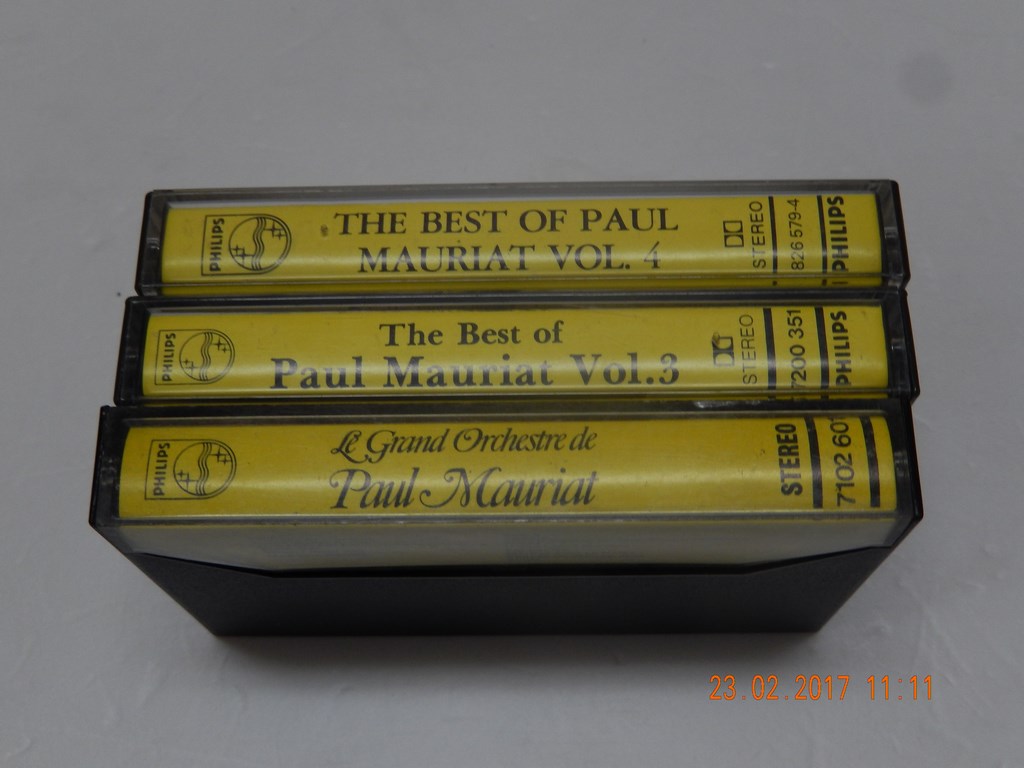 PHILIPS
THE BEST OF PAUL
MAURIAT VOL. 4
STEREO
826 579-4
PHILIPS
PHILIPS
The Best of
Paul Mauriat Vol.3
STEREO
7200 351
PHILIPS
PHILIPS
Le Grand Orchestre de
Paul Mauriat
STEREO
7102 60
23.02.2017 11:11